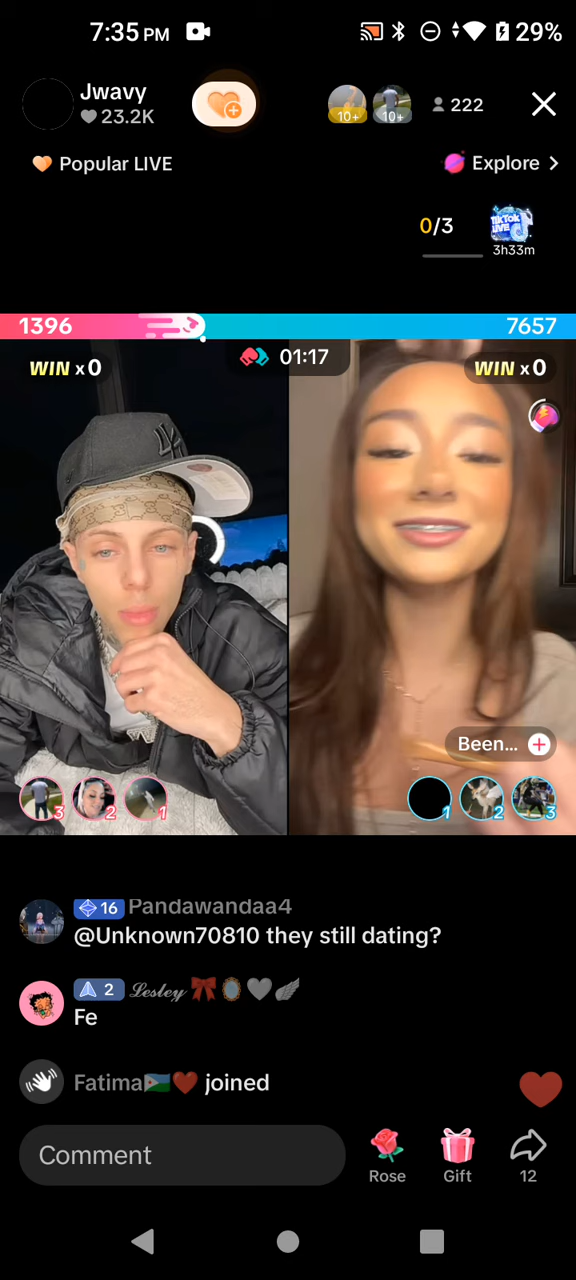 7:35 PM 29%
Jwavy
23.2K
10+ 10+ 222
Popular LIVE Explore >
0/3
TikTok LIVE
3h33m
1396 7657
WIN x 0 01:17 WIN x 0
Been...
3 2 1 1 2 3
16 Pandawandaa4
@Unknown70810 they still dating?
2 𝓛𝓮𝓼𝓵𝓮𝔂
Fe
Fatima🇩🇯❤️ joined
Comment
Rose Gift 12